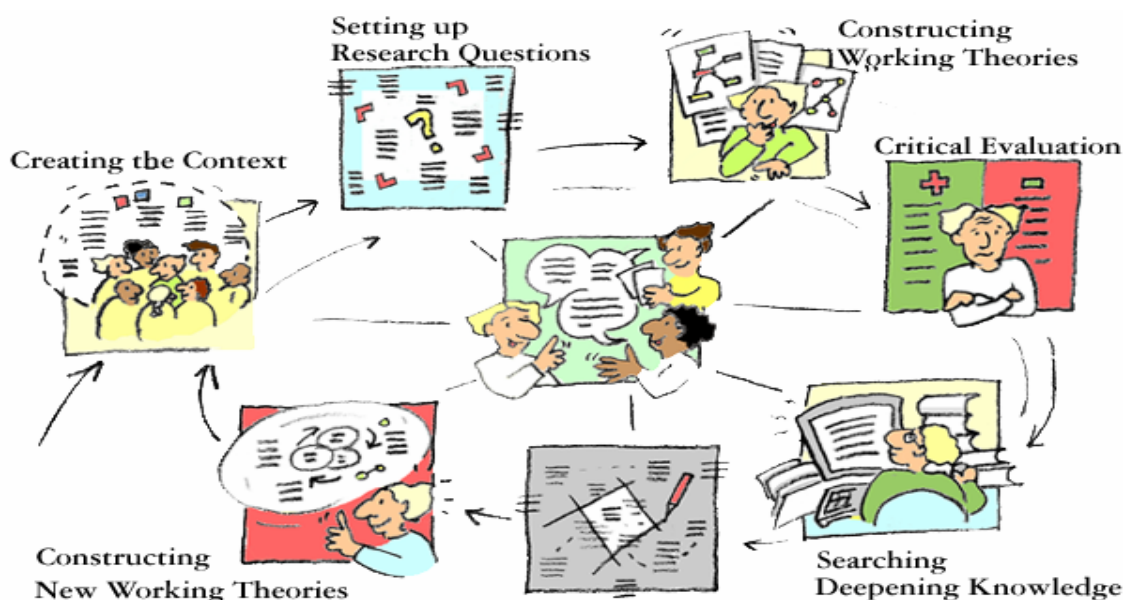 Setting up
Research Questions
Constructing
Working Theories
Creating the Context
Critical Evaluation
Searching
Deepening Knowledge
Constructing
New Working Theories